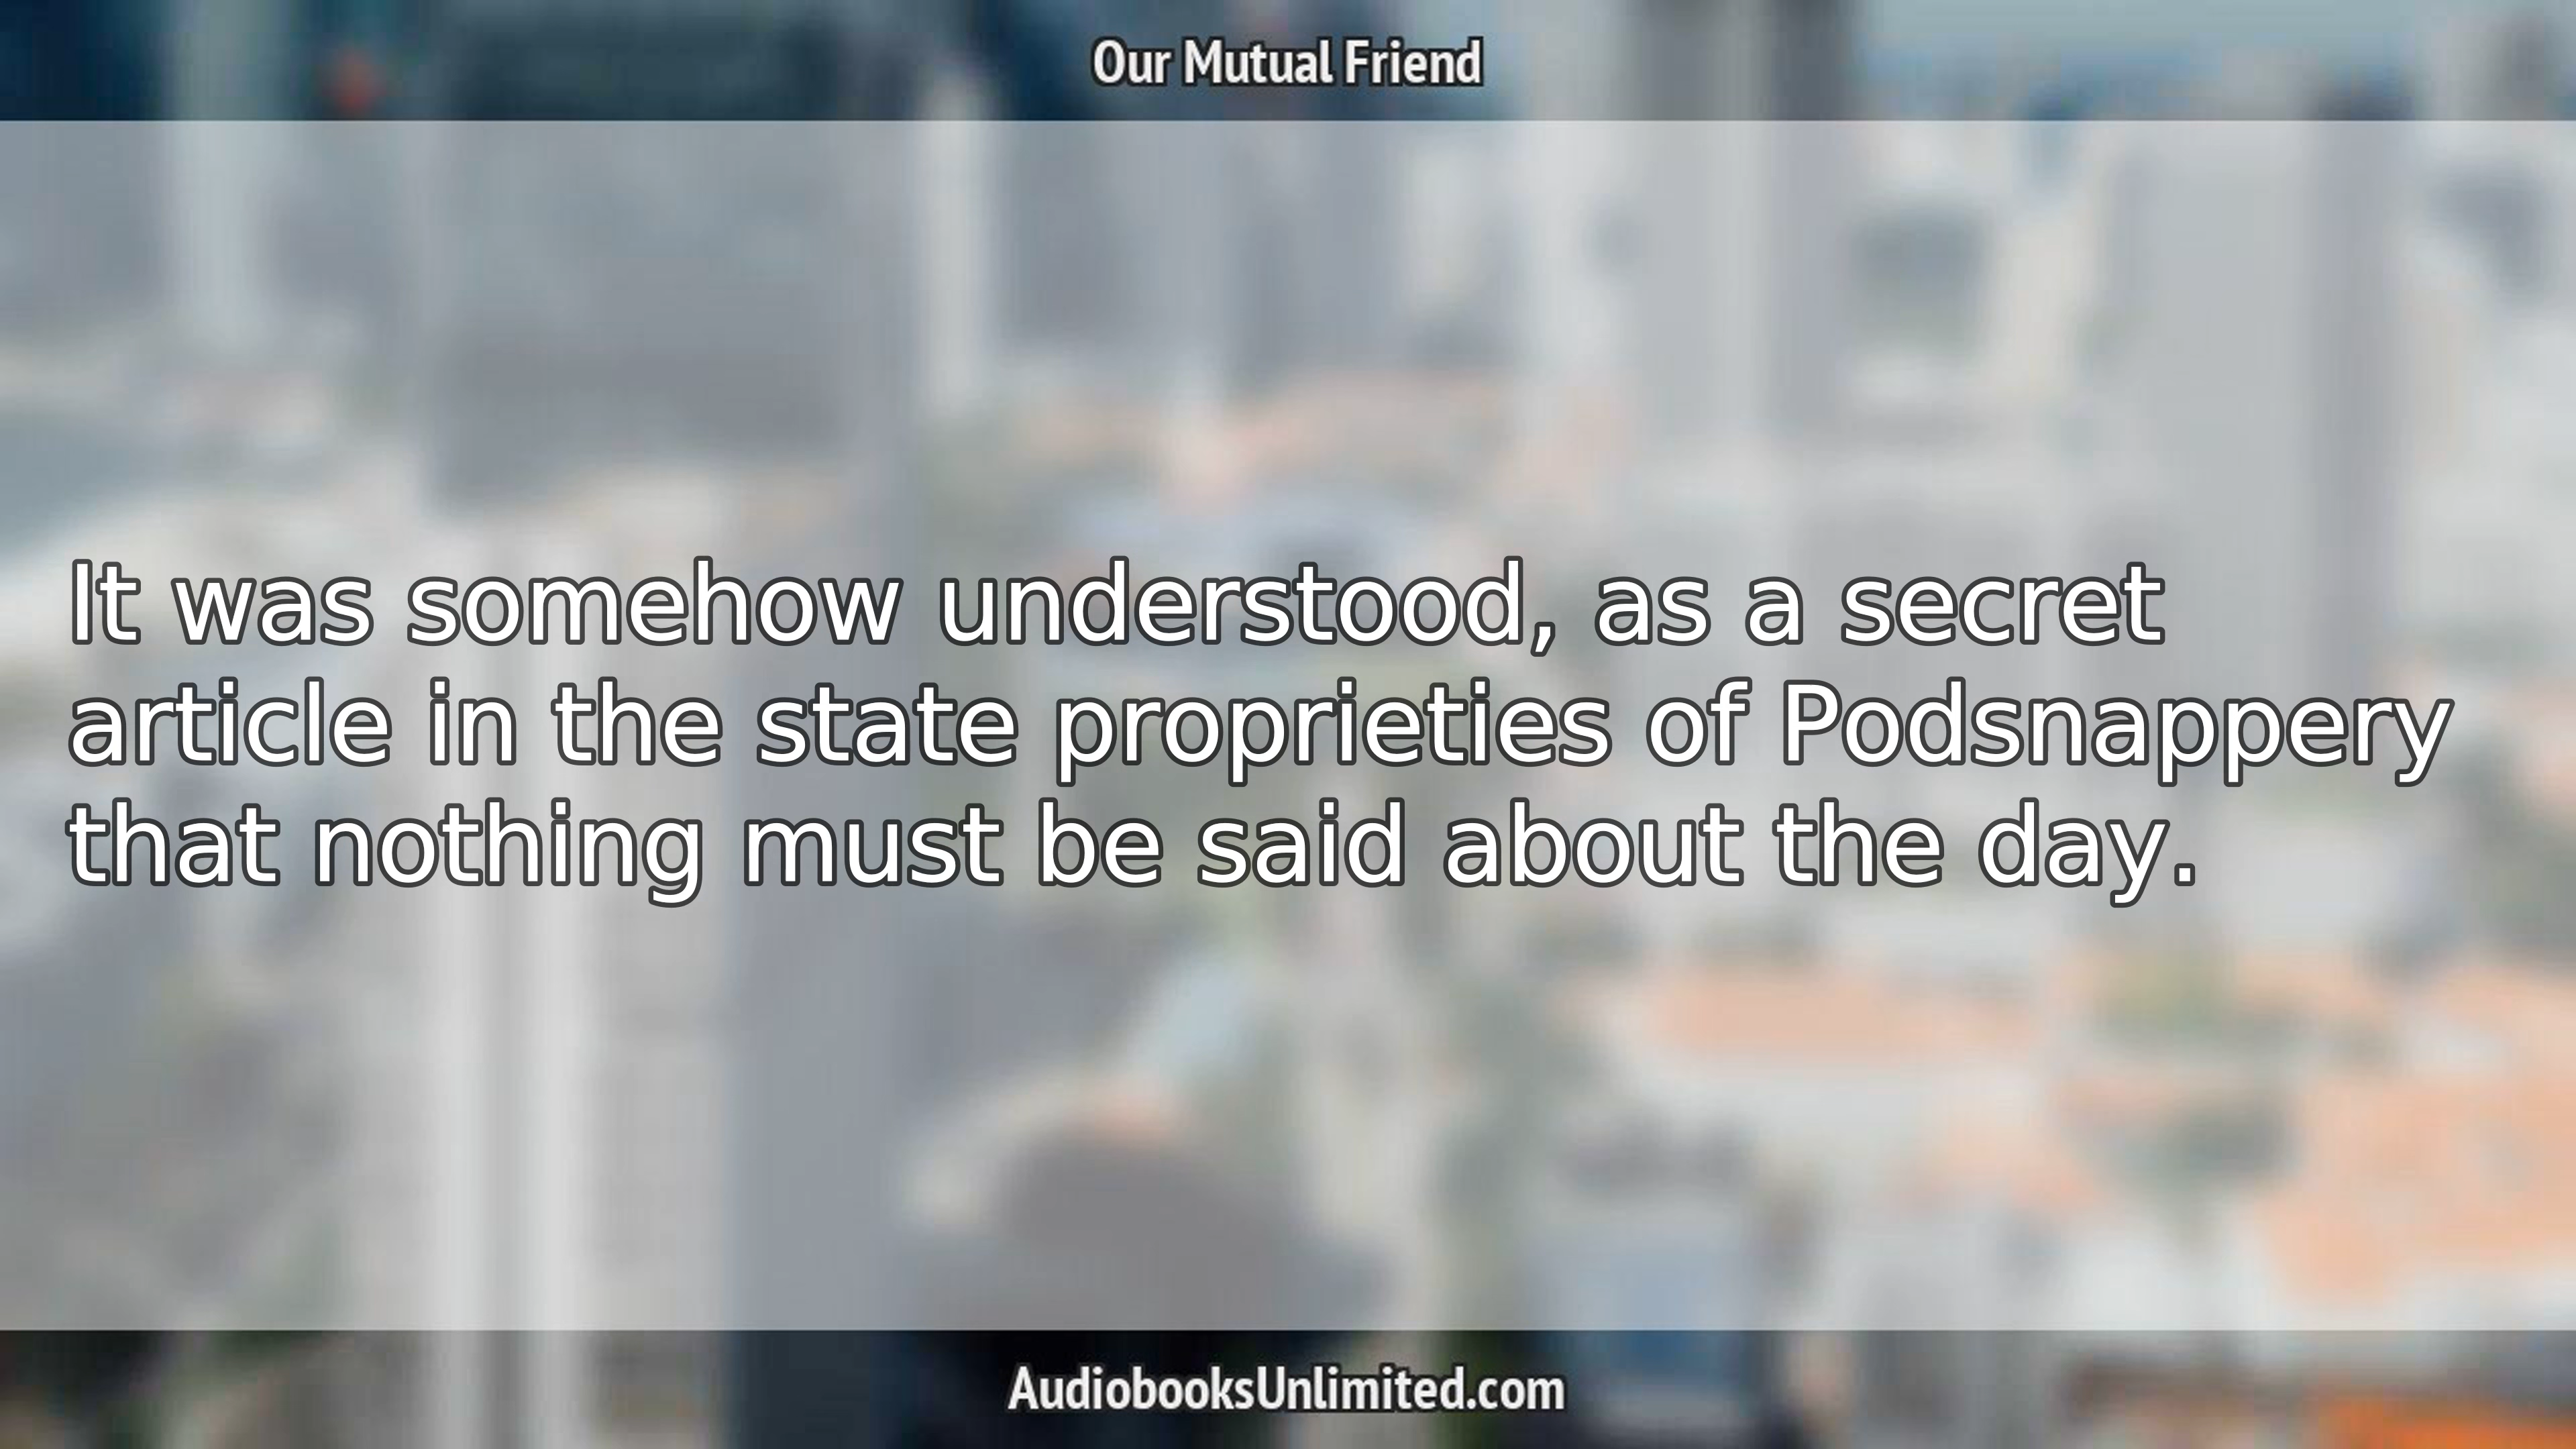 Our Mutual Friend
It was somehow understood, as a secret
article in the state proprieties of Podsnappery
that nothing must be said about the day.
AudiobooksUnlimited.com